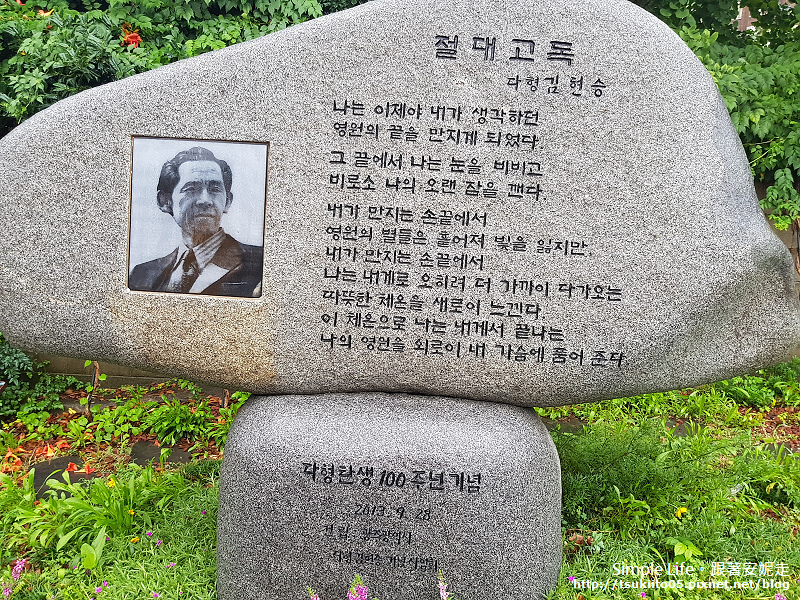 절대고독
다형 김현승
나는 이제야 내가 생각하던
영원의 끝을 만지게 되었다.
그 끝에서 나는 눈을 비비고
비로소 나의 오랜 잠을 깬다.
내가 만지는 손끝에서
영원의 별들은 흩어져 빛을 잃지만,
내가 만지는 손끝에서
나는 내게로 오히려 더 가까이 다가오는
따뜻한 체온을 새로이 느낀다.
이 체온으로 나는 내게서 끝나는
나의 영원을 외로이 내 가슴에 품어 준다
다형탄생 100주년기념
2013. 9. 28
Simple Life。跟著安妮走
http://tsukiito05.pixnet.net/blog